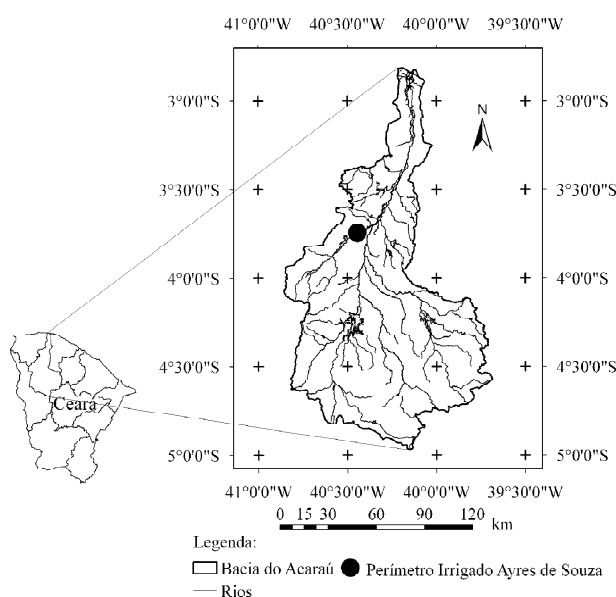 41°0'0"W 40°30'0"W 40°0'0"W 39°30'0"W
N
3°0'0"S 3°0'0"S
3°30'0"S 3°30'0"S
4°0'0"S 4°0'0"S
4°30'0"S 4°30'0"S
Ceará
5°0'0"S 5°0'0"S
41°0'0"W 40°30'0"W 40°0'0"W 39°30'0"W
0 15 30 60 90 120
km
Legenda:
Bacia do Acaraú Perímetro Irrigado Ayres de Souza
Rios